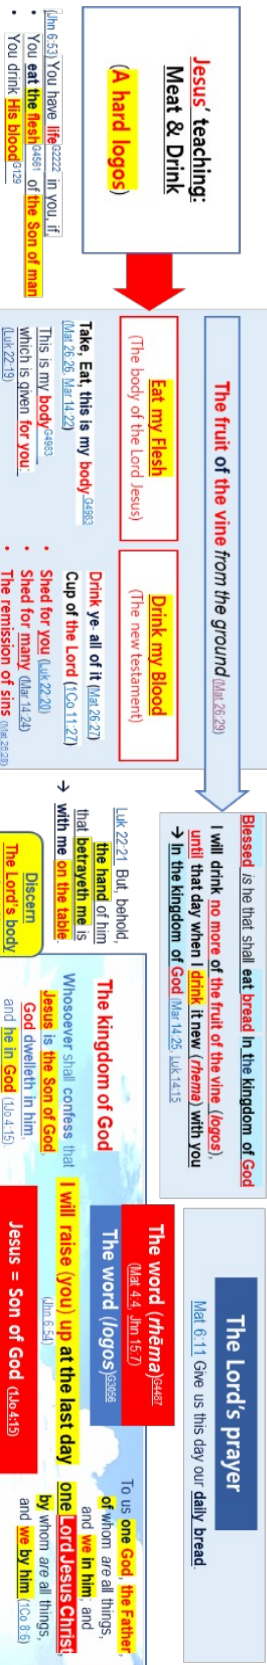 Jesus' teaching:
Meat & Drink
(A hard logos)
(Jhn 6:53) You have life G2222 in you, if,
• You eat the flesh G4561 of the Son of man
• You drink His blood G129
The fruit of the vine from the ground (Mat 26:29)
Eat my Flesh
(The body of the Lord Jesus)
Drink my Blood
(The new testament)
Take, Eat, this is my body G4983
(Mat 26:26, Mar 14:22)
This is my body G4983
which is given for you:
(Luk 22:19)
Drink ye- all of it (Mat 26:27)
Cup of the Lord (1Co 11:27)
• Shed for you (Luk 22:20)
• Shed for many (Mar 14:24)
• The remission of sins (Mat 26:28)
Blessed is he that shall eat bread In the kingdom of God
I will drink no more of the fruit of the vine (logos),
until that day when I drink it new (rhema) with you
→ In the kingdom of God (Mar 14:25, Luk 14:15
Luk 22:21 But, behold,
the hand of him
that betrayeth me is
→ with me on the table.
Discern
The Lord's body
The kingdom of God
Whosoever shall confess that
Jesus is the Son of God,
God dwelleth in him,
and he in God (1Jo 4:15).
The Lord's prayer
Mat 6:11 Give us this day our daily bread.
The word (rhēma) G4487
(Mat 4:4, Jhn 15:7)
The word (logos) G3056
I will raise (you) up at the last day
(Jhn 6:54)
Jesus = Son of God (1Jo 4:15)
To us one God, the Father,
of whom are all things,
and we in him; and
one Lord Jesus Christ,
by whom are all things,
and we by him (1Co 8:6)